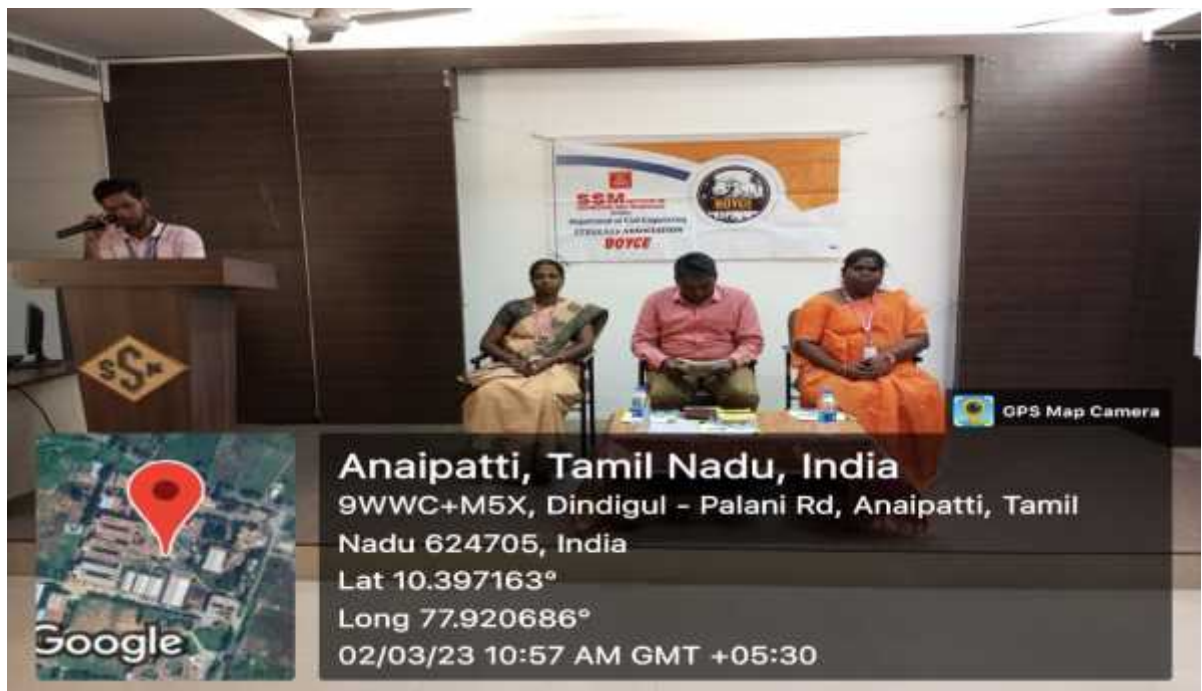 SSM
Department of Civil Engineering
BOYCE
BOYCE
SSM
GPS Map Camera
Anaipatti, Tamil Nadu, India
9WWC+M5X, Dindigul - Palani Rd, Anaipatti, Tamil
Nadu 624705, India
Lat 10.397163°
Long 77.920686°
02/03/23 10:57 AM GMT +05:30
Google